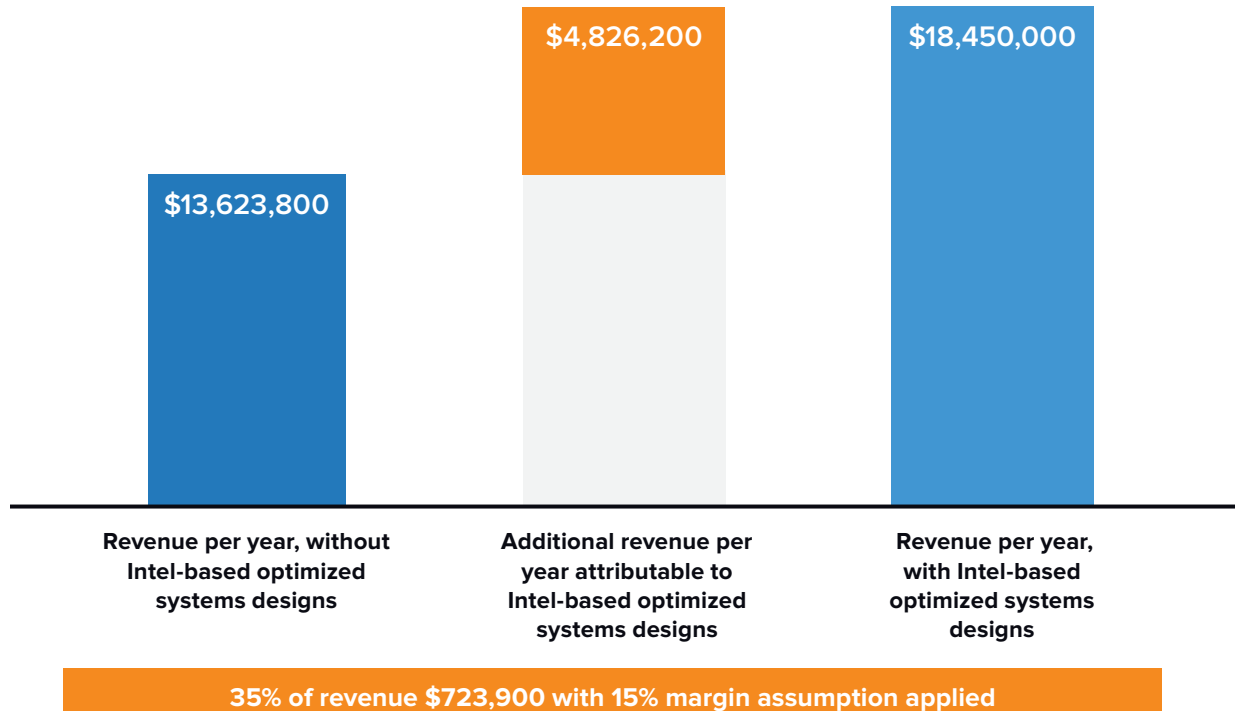 $13,623,800
$4,826,200
$18,450,000
Revenue per year, without
Intel-based optimized
systems designs
Additional revenue per
year attributable to
Intel-based optimized
systems designs
Revenue per year,
with Intel-based
optimized systems
designs
35% of revenue $723,900 with 15% margin assumption applied